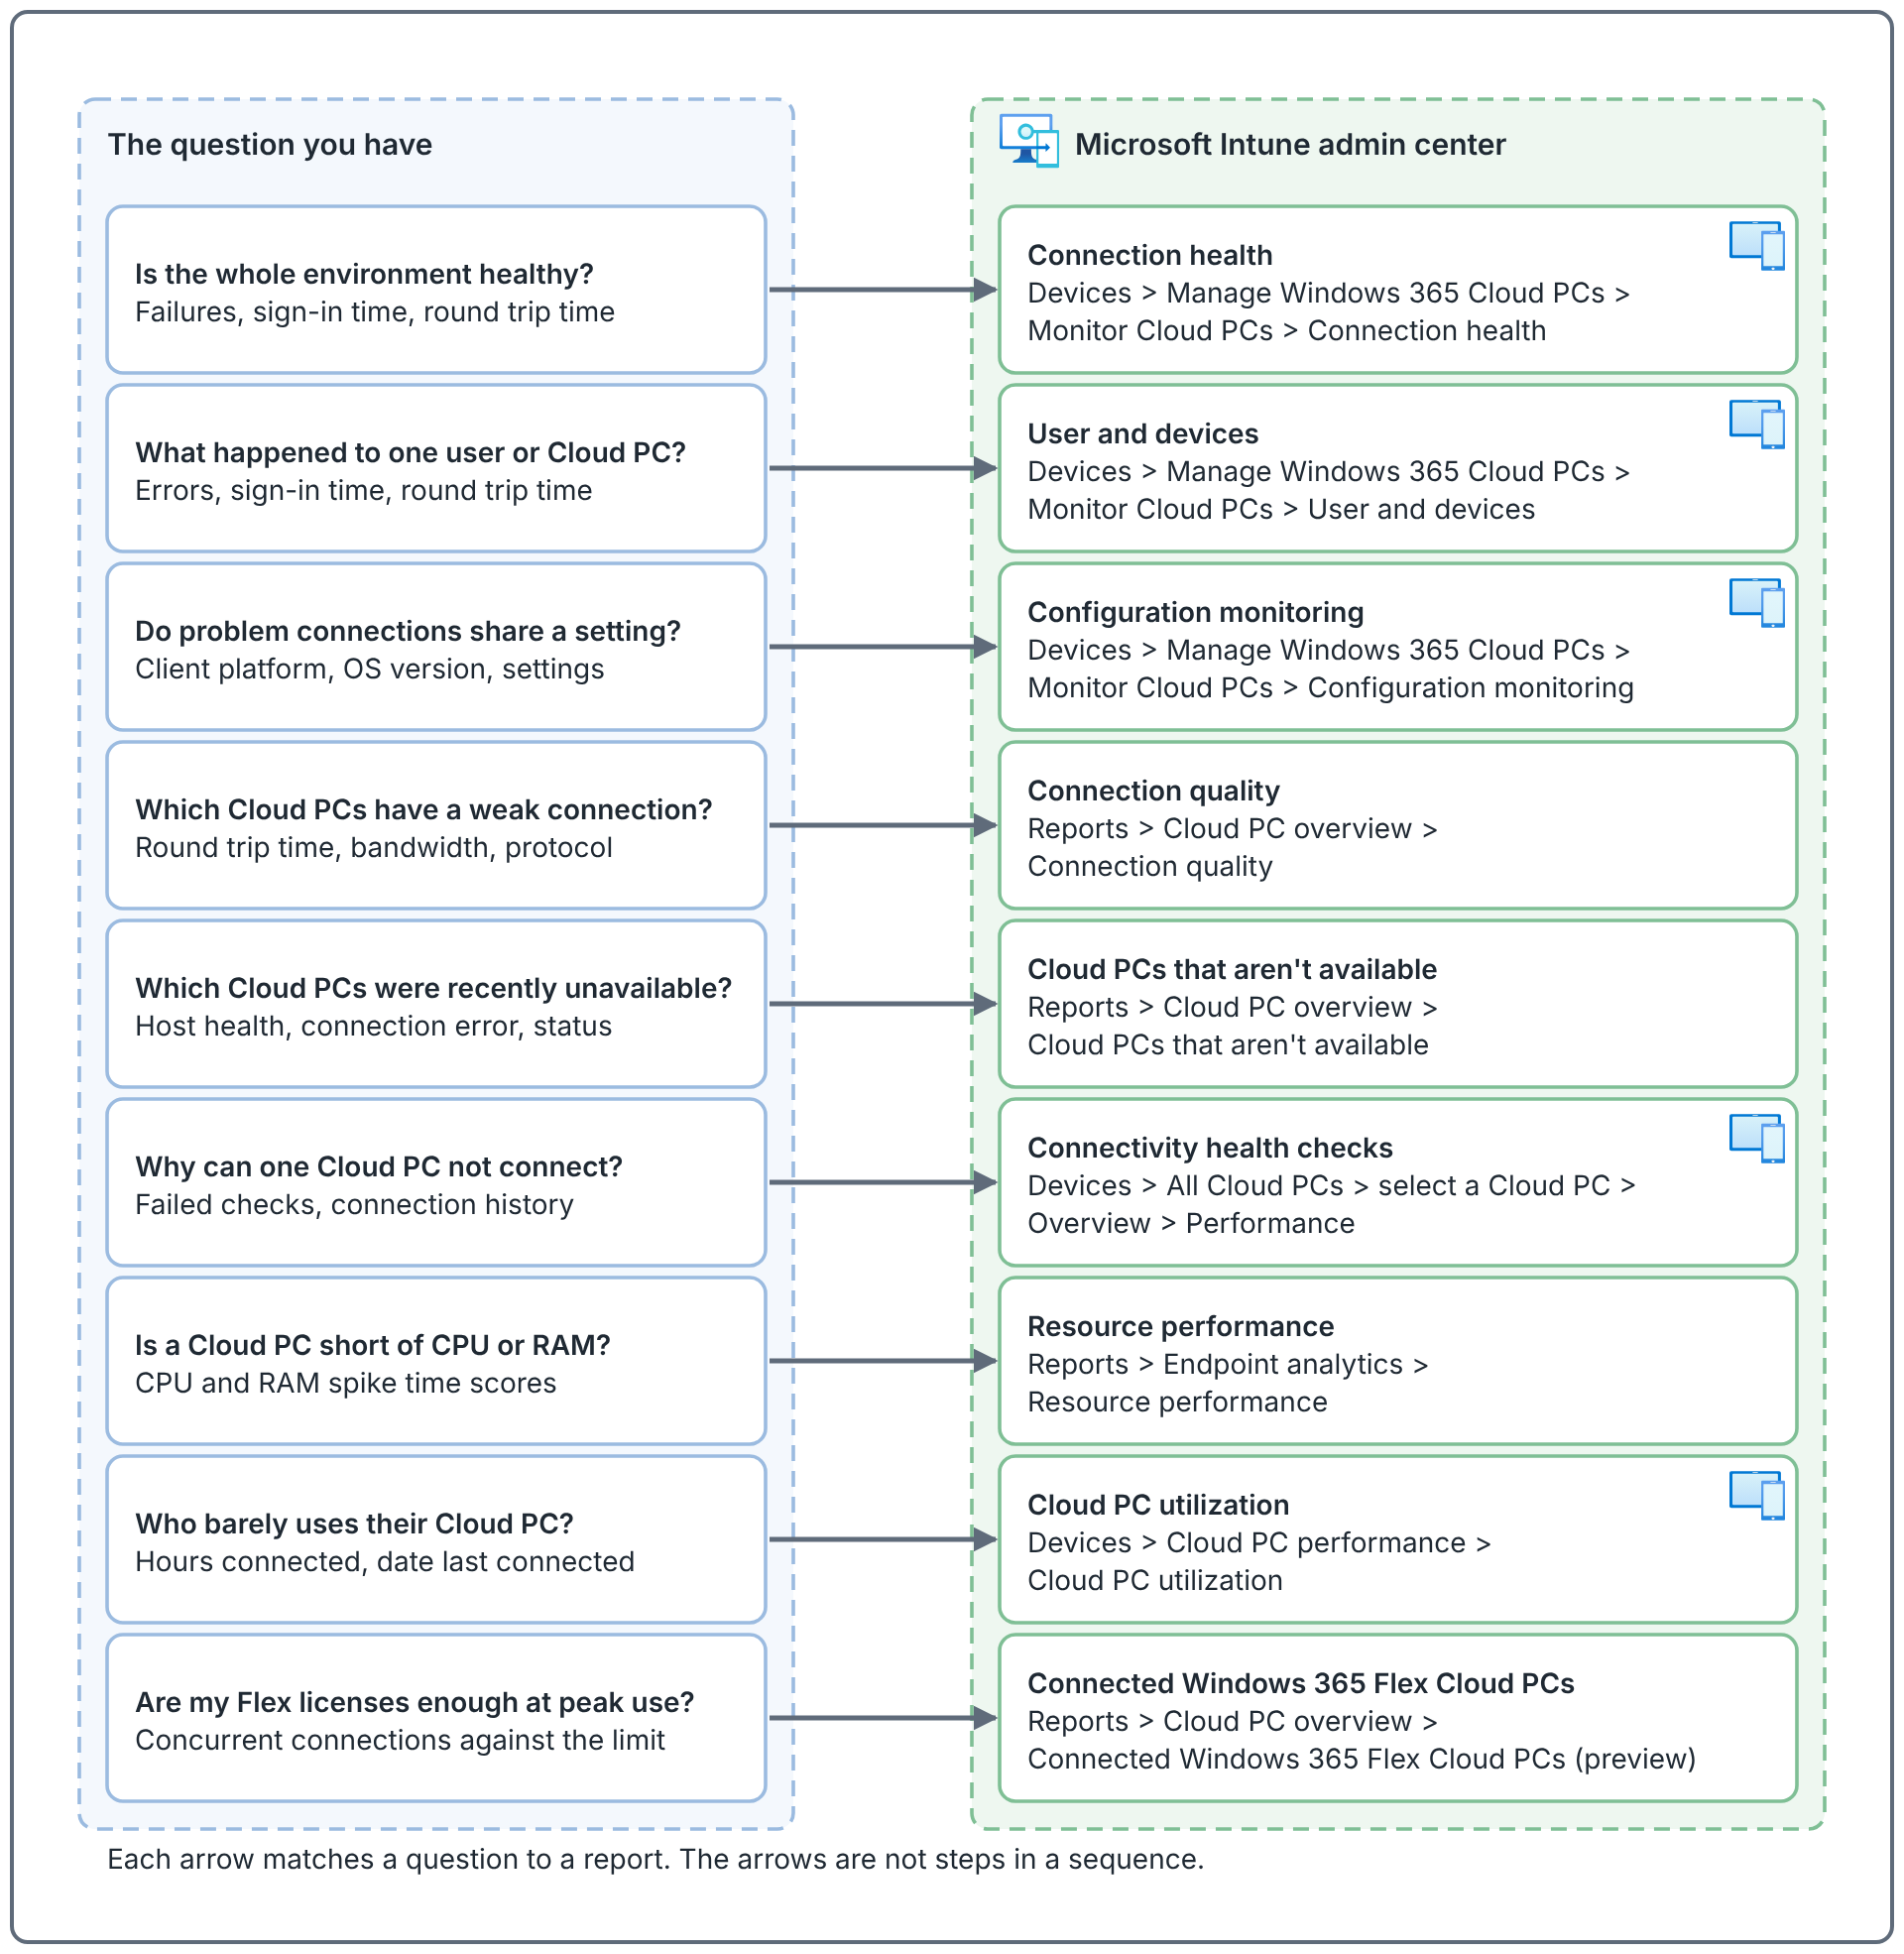 The question you have
Microsoft Intune admin center
Is the whole environment healthy?
Failures, sign-in time, round trip time
Connection health
Devices > Manage Windows 365 Cloud PCs >
Monitor Cloud PCs > Connection health
What happened to one user or Cloud PC?
Errors, sign-in time, round trip time
User and devices
Devices > Manage Windows 365 Cloud PCs >
Monitor Cloud PCs > User and devices
Do problem connections share a setting?
Client platform, OS version, settings
Configuration monitoring
Devices > Manage Windows 365 Cloud PCs >
Monitor Cloud PCs > Configuration monitoring
Which Cloud PCs have a weak connection?
Round trip time, bandwidth, protocol
Connection quality
Reports > Cloud PC overview >
Connection quality
Which Cloud PCs were recently unavailable?
Host health, connection error, status
Cloud PCs that aren't available
Reports > Cloud PC overview >
Cloud PCs that aren't available
Why can one Cloud PC not connect?
Failed checks, connection history
Connectivity health checks
Devices > All Cloud PCs > select a Cloud PC >
Overview > Performance
Is a Cloud PC short of CPU or RAM?
CPU and RAM spike time scores
Resource performance
Reports > Endpoint analytics >
Resource performance
Who barely uses their Cloud PC?
Hours connected, date last connected
Cloud PC utilization
Devices > Cloud PC performance >
Cloud PC utilization
Are my Flex licenses enough at peak use?
Concurrent connections against the limit
Connected Windows 365 Flex Cloud PCs
Reports > Cloud PC overview >
Connected Windows 365 Flex Cloud PCs (preview)
Each arrow matches a question to a report. The arrows are not steps in a sequence.